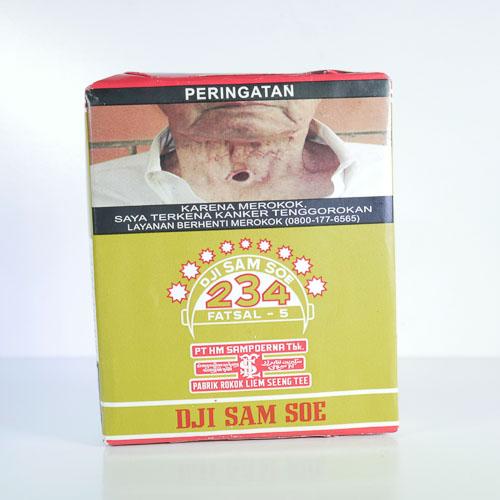 PERINGATAN
KARENA MEROKOK,
SAYA TERKENA KANKER TENGGOROKAN
LAYANAN BERHENTI MEROKOK (0800-177-6565)
DJI SAM SOE
234
FATSAL - 5
PT HM SAMPOERNA Tbk.
PABRIK ROKOK LIEM SEENG TEE
DJI SAM SOE